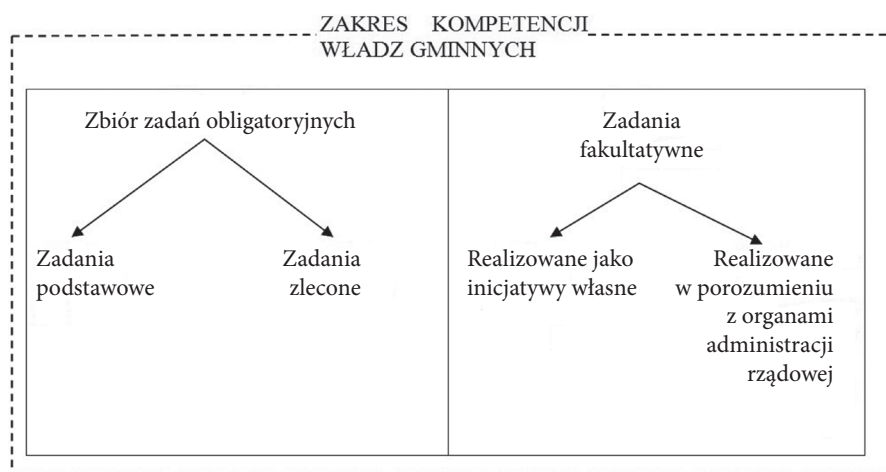 ZAKRES KOMPETENCJI
WŁADZ GMINNYCH
Zbiór zadań obligatoryjnych
Zadania
podstawowe
Zadania
zlecone
Zadania
fakultatywne
Realizowane jako
inicjatywy własne
Realizowane
w porozumieniu
z organami
administracji
rządowej